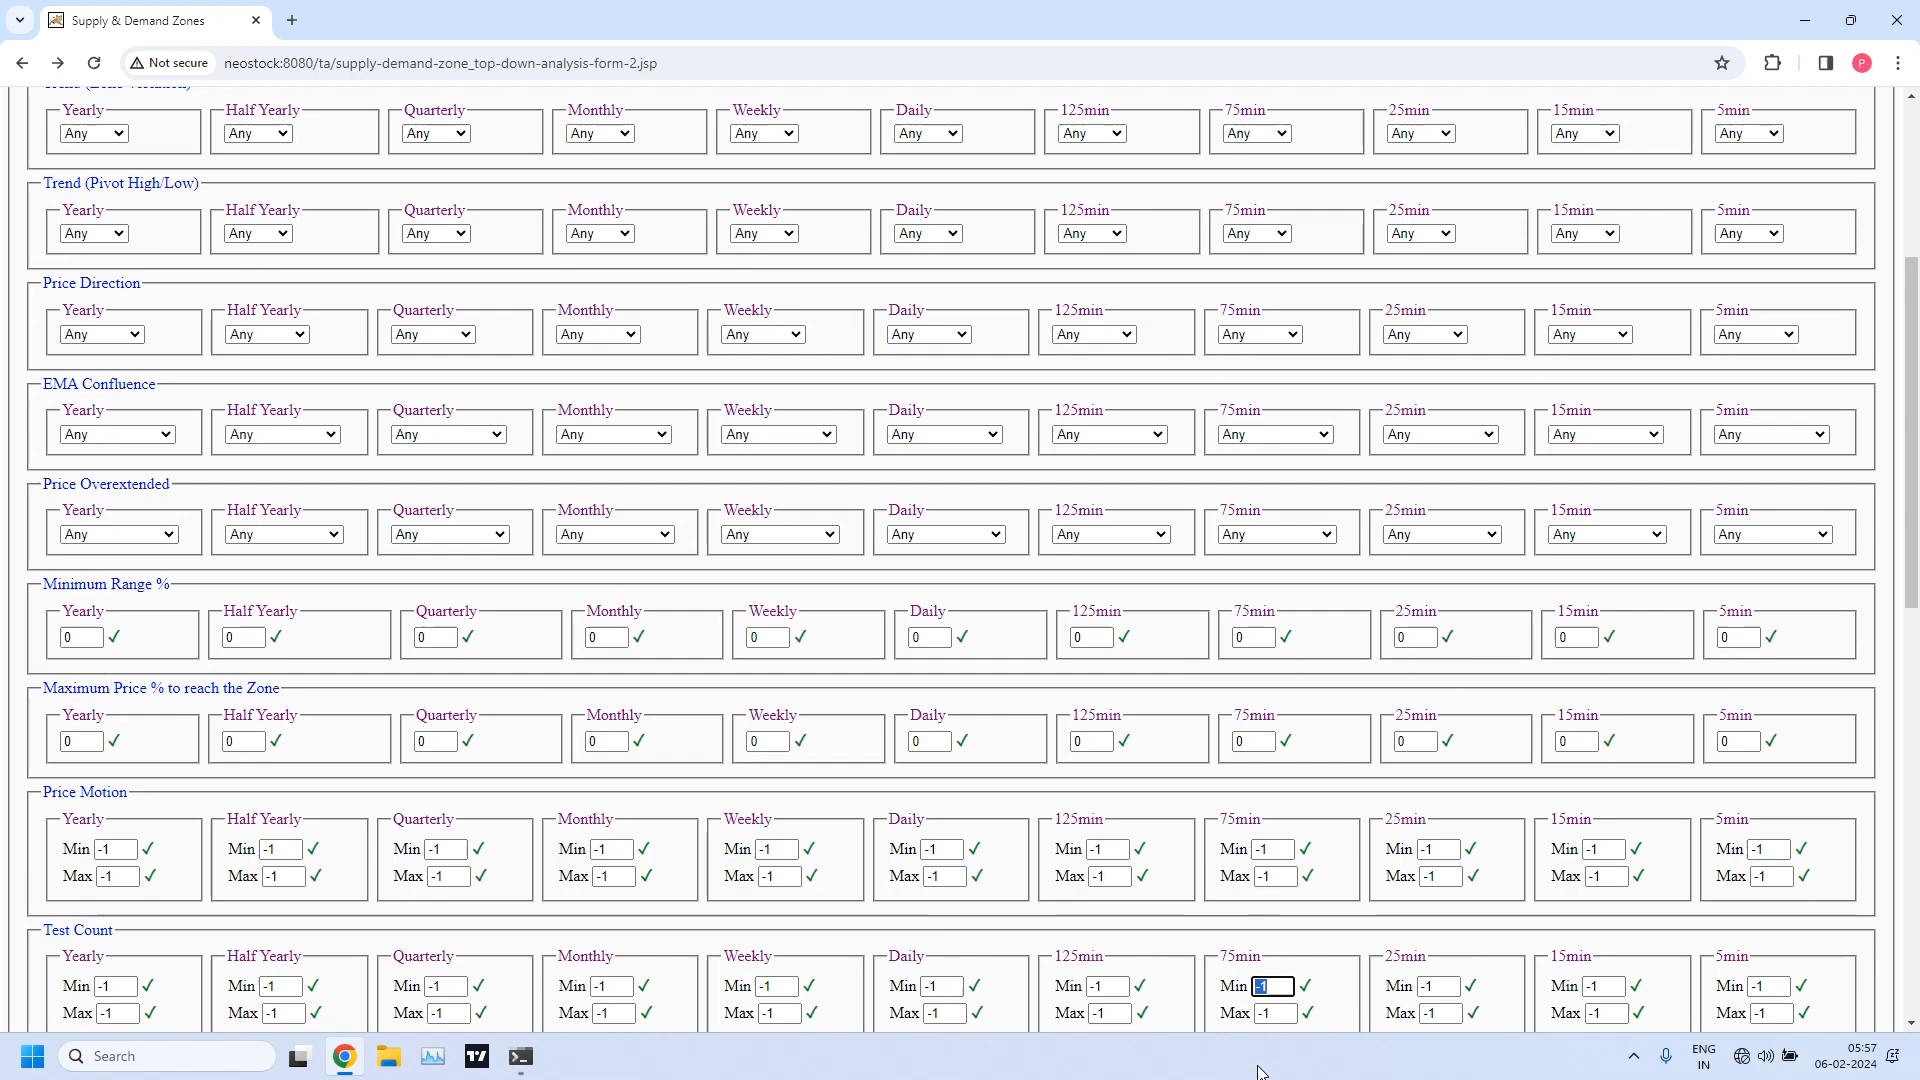 Supply & Demand Zones
Not secure
neostock:8080/ta/supply-demand-zone_top-down-analysis-form-2.jsp
Trend (Zone Violation)
Yearly Half Yearly Quarterly Monthly Weekly Daily 125min 75min 25min 15min 5min
Any Any Any Any Any Any Any Any Any Any Any
Trend (Pivot High/Low)
Yearly Half Yearly Quarterly Monthly Weekly Daily 125min 75min 25min 15min 5min
Any Any Any Any Any Any Any Any Any Any Any
Price Direction
Yearly Half Yearly Quarterly Monthly Weekly Daily 125min 75min 25min 15min 5min
Any Any Any Any Any Any Any Any Any Any Any
EMA Confluence
Yearly Half Yearly Quarterly Monthly Weekly Daily 125min 75min 25min 15min 5min
Any Any Any Any Any Any Any Any Any Any Any
Price Overextended
Yearly Half Yearly Quarterly Monthly Weekly Daily 125min 75min 25min 15min 5min
Any Any Any Any Any Any Any Any Any Any Any
Minimum Range %
Yearly Half Yearly Quarterly Monthly Weekly Daily 125min 75min 25min 15min 5min
0 ✓ 0 ✓ 0 ✓ 0 ✓ 0 ✓ 0 ✓ 0 ✓ 0 ✓ 0 ✓ 0 ✓ 0 ✓
Maximum Price % to reach the Zone
Yearly Half Yearly Quarterly Monthly Weekly Daily 125min 75min 25min 15min 5min
0 ✓ 0 ✓ 0 ✓ 0 ✓ 0 ✓ 0 ✓ 0 ✓ 0 ✓ 0 ✓ 0 ✓ 0 ✓
Price Motion
Yearly Half Yearly Quarterly Monthly Weekly Daily 125min 75min 25min 15min 5min
Min -1 ✓ Min -1 ✓ Min -1 ✓ Min -1 ✓ Min -1 ✓ Min -1 ✓ Min -1 ✓ Min -1 ✓ Min -1 ✓ Min -1 ✓ Min -1 ✓
Max -1 ✓ Max -1 ✓ Max -1 ✓ Max -1 ✓ Max -1 ✓ Max -1 ✓ Max -1 ✓ Max -1 ✓ Max -1 ✓ Max -1 ✓ Max -1 ✓
Test Count
Yearly Half Yearly Quarterly Monthly Weekly Daily 125min 75min 25min 15min 5min
Min -1 ✓ Min -1 ✓ Min -1 ✓ Min -1 ✓ Min -1 ✓ Min -1 ✓ Min -1 ✓ Min -1 ✓ Min -1 ✓ Min -1 ✓ Min -1 ✓
Max -1 ✓ Max -1 ✓ Max -1 ✓ Max -1 ✓ Max -1 ✓ Max -1 ✓ Max -1 ✓ Max -1 ✓ Max -1 ✓ Max -1 ✓ Max -1 ✓
Search
ENG
IN
05:57
06-02-2024
P